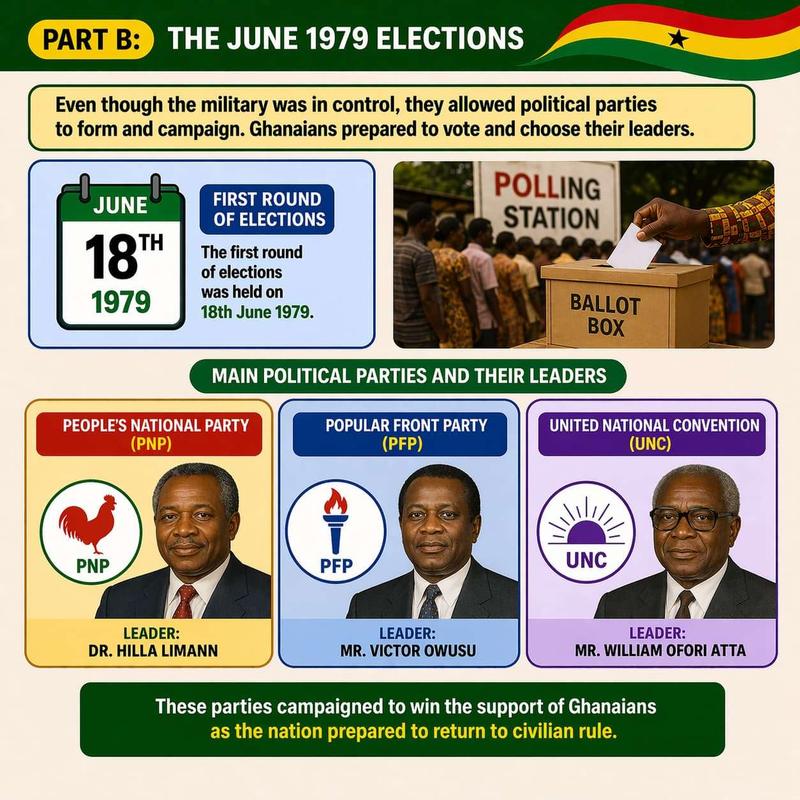 PART B: THE JUNE 1979 ELECTIONS
Even though the military was in control, they allowed political parties
to form and campaign. Ghanaians prepared to vote and choose their leaders.
JUNE
18TH
1979
FIRST ROUND
OF ELECTIONS
The first round
of elections
was held on
18th June 1979.
POLLING
STATION
BALLOT
BOX
MAIN POLITICAL PARTIES AND THEIR LEADERS
PEOPLE'S NATIONAL PARTY
(PNP)
PNP
LEADER:
DR. HILLA LIMANN
POPULAR FRONT PARTY
(PFP)
PFP
LEADER:
MR. VICTOR OWUSU
UNITED NATIONAL CONVENTION
(UNC)
UNC
LEADER:
MR. WILLIAM OFORI ATTA
These parties campaigned to win the support of Ghanaians
as the nation prepared to return to civilian rule.